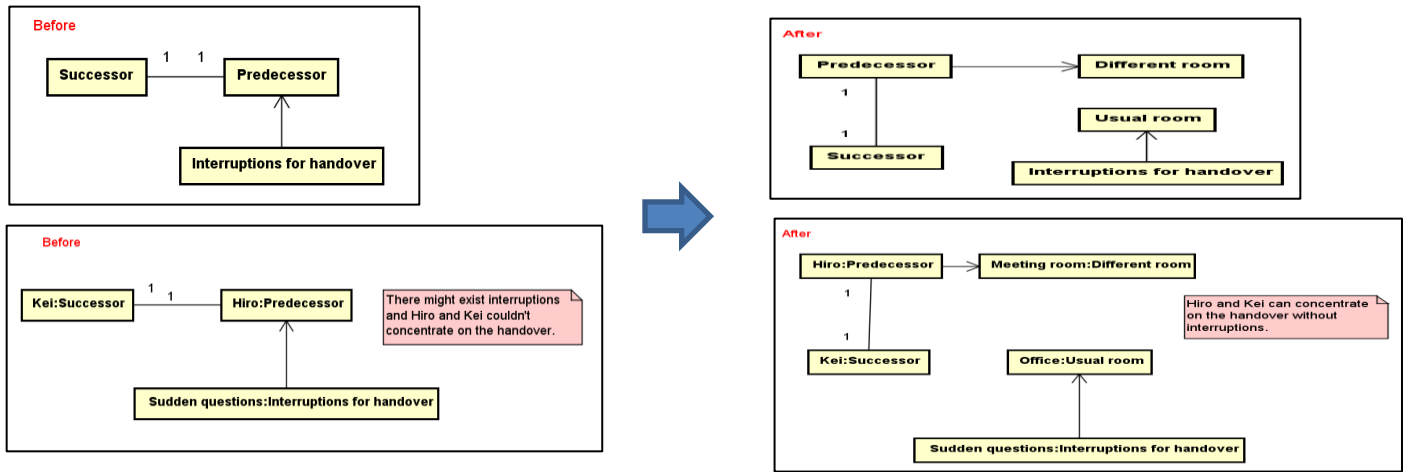 Before
1
1
Successor
Predecessor
Interruptions for handover
Before
1
1
Kei:Successor
Hiro:Predecessor
There might exist interruptions
and Hiro and Kei couldn't
concentrate on the handover.
Sudden questions:Interruptions for handover
After
Predecessor
Different room
1
Usual room
1
Successor
Interruptions for handover
After
Hiro:Predecessor
Meeting room:Different room
1
Hiro and Kei can concentrate
on the handover without
interruptions.
1
Kei:Successor
Office:Usual room
Sudden questions:Interruptions for handover